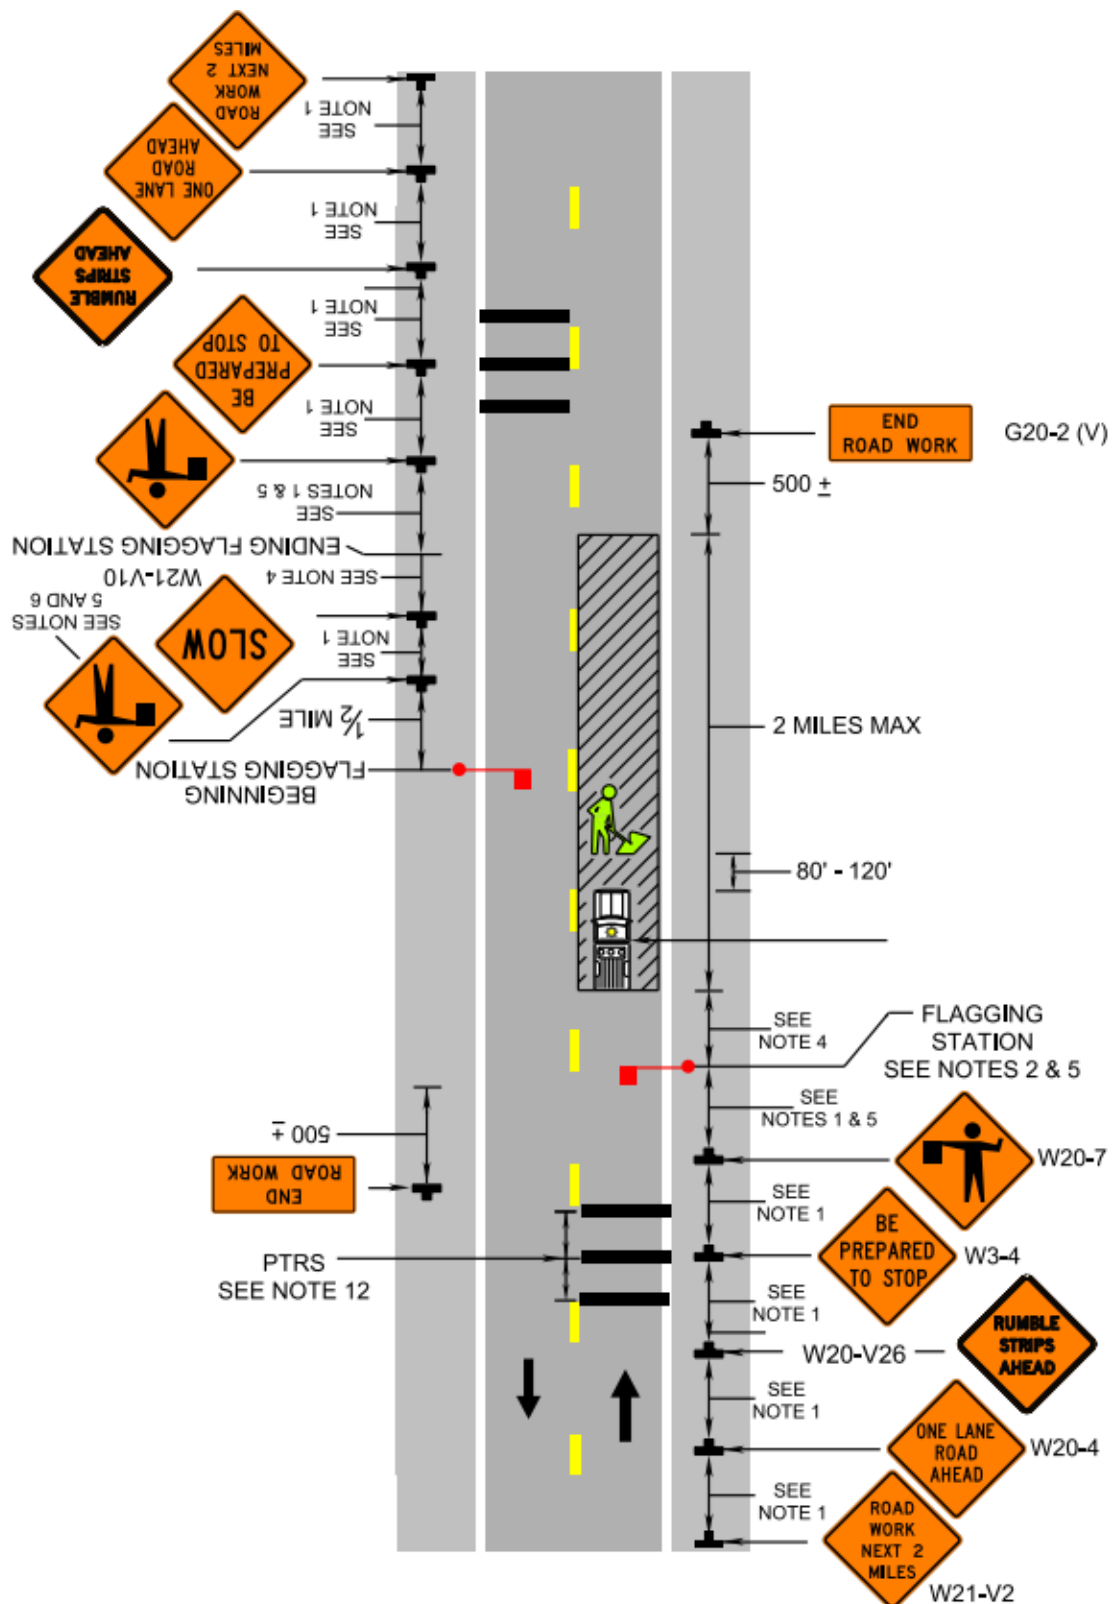 ROAD
WORK
NEXT 2
MILES
SEE
NOTE 1
ONE LANE
ROAD
AHEAD
SEE
NOTE 1
RUMBLE
STRIPS
AHEAD
SEE
NOTE 1
BE
PREPARED
TO STOP
SEE
NOTE 1
END
ROAD WORK
G20-2 (V)
500 ±
SEE
NOTES 1 & 5
ENDING FLAGGING STATION
SEE NOTE 4
W21-V10
SLOW
SEE NOTES
5 AND 6
SEE
NOTE 1
1/2 MILE
BEGINNING
FLAGGING STATION
2 MILES MAX
80' - 120'
SEE
NOTE 4
FLAGGING
STATION
SEE NOTES 2 & 5
SEE
NOTES 1 & 5
500 ±
END
ROAD WORK
W20-7
SEE
NOTE 1
BE
PREPARED
TO STOP
W3-4
PTRS
SEE NOTE 12
SEE
NOTE 1
W20-V26
RUMBLE
STRIPS
AHEAD
SEE
NOTE 1
ONE LANE
ROAD
AHEAD
W20-4
SEE
NOTE 1
ROAD
WORK
NEXT 2
MILES
W21-V2